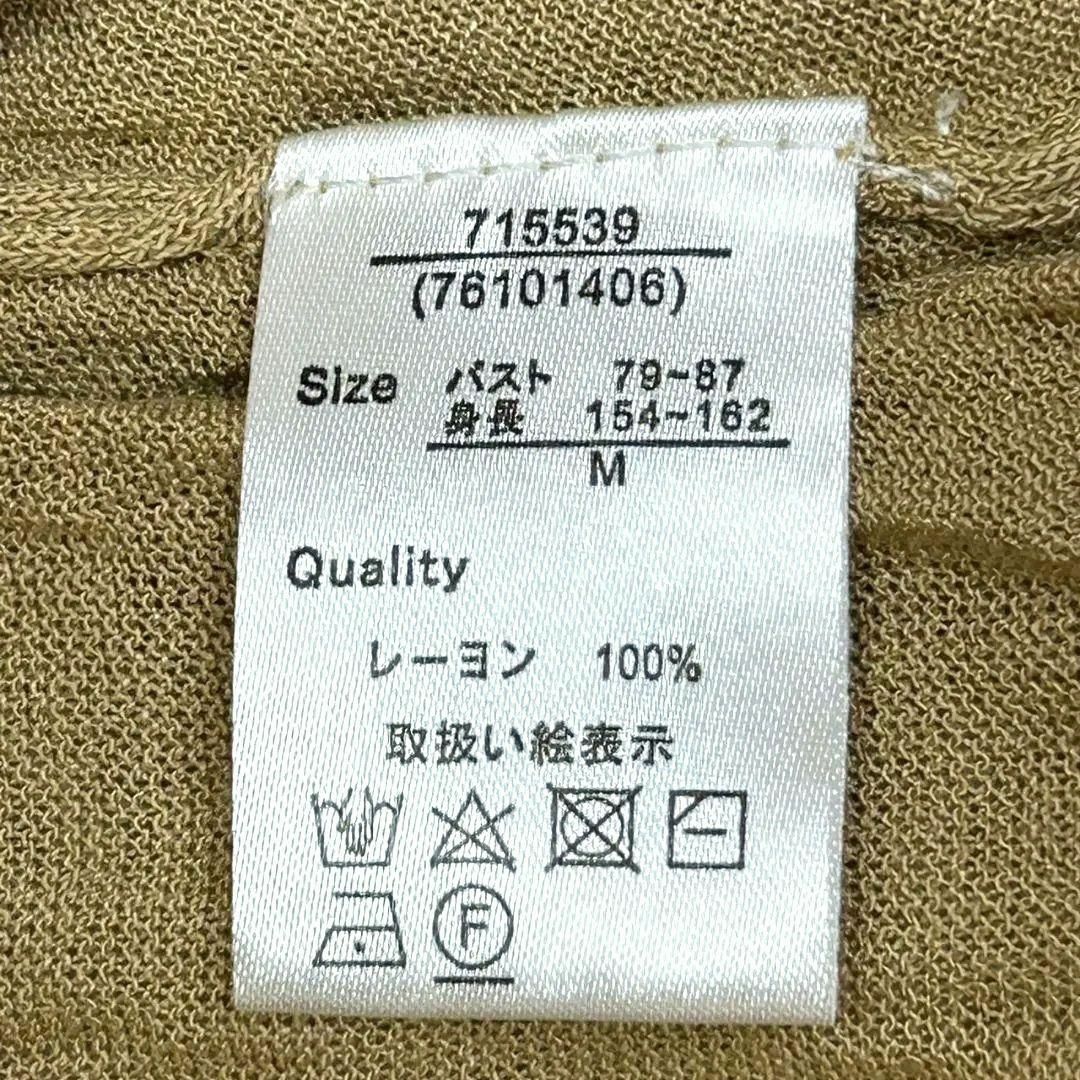 715539
(76101406)
Size バスト 79~87
身長 154~162
M
Quality
レーヨン 100%
取扱い絵表示
F